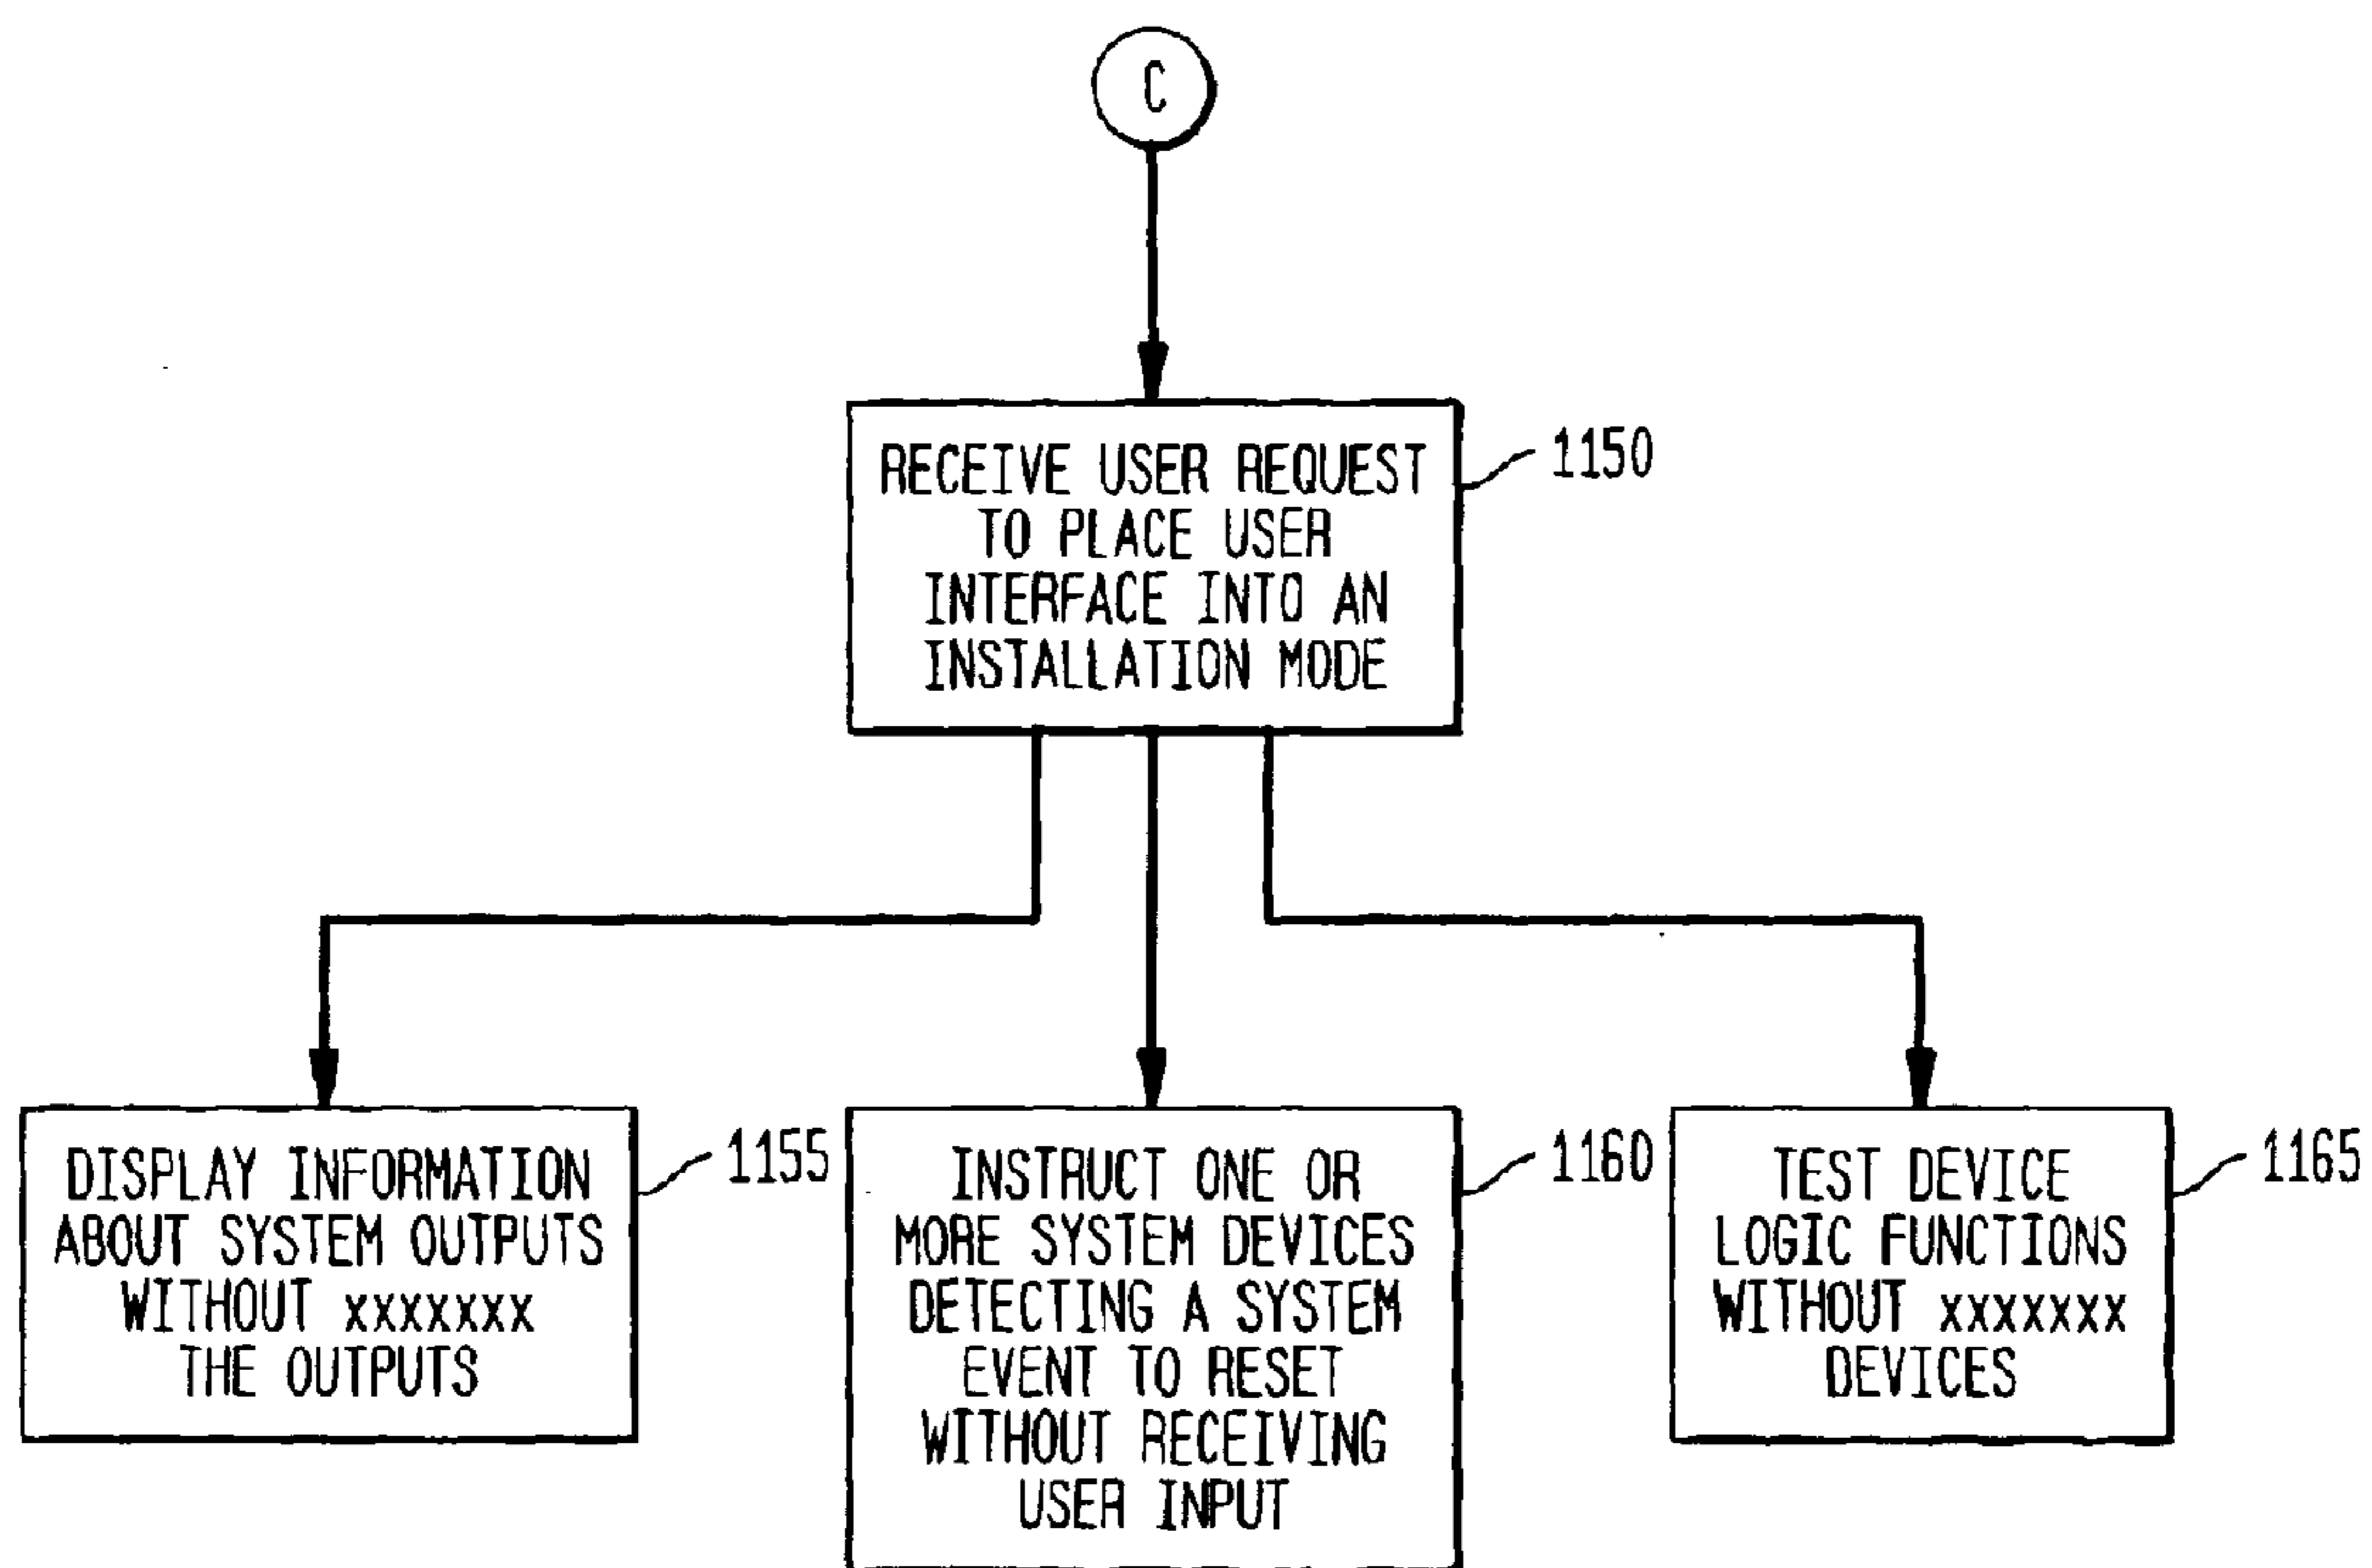 C
RECEIVE USER REQUEST
TO PLACE USER
INTERFACE INTO AN
INSTALLATION MODE
1150
DISPLAY INFORMATION
ABOUT SYSTEM OUTPUTS
WITHOUT xxxxxxx
THE OUTPUTS
1155
INSTRUCT ONE OR
MORE SYSTEM DEVICES
DETECTING A SYSTEM
EVENT TO RESET
WITHOUT RECEIVING
USER INPUT
1160
TEST DEVICE
LOGIC FUNCTIONS
WITHOUT xxxxxxx
DEVICES
1165